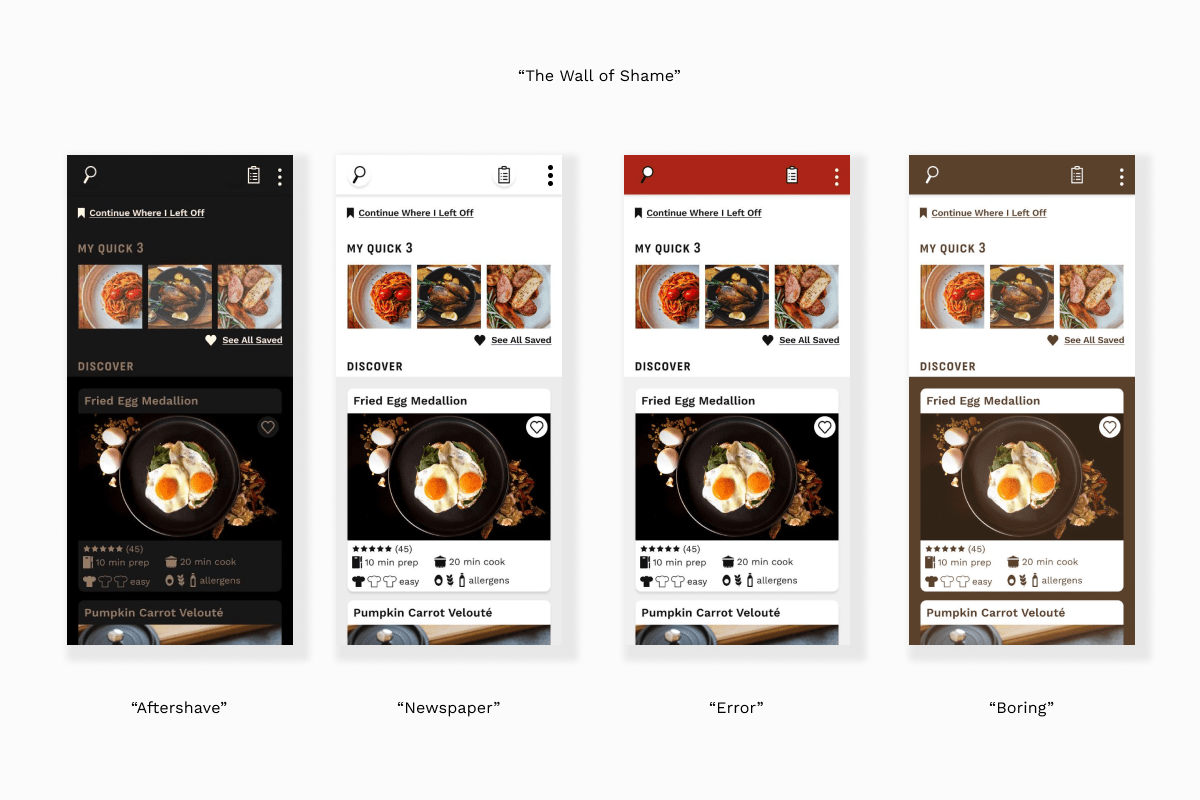 “The Wall of Shame”
Continue Where I Left Off
MY QUICK 3
See All Saved
DISCOVER
Fried Egg Medallion
(45)
10 min prep
20 min cook
easy
allergens
Pumpkin Carrot Velouté
“Aftershave”
Continue Where I Left Off
MY QUICK 3
See All Saved
DISCOVER
Fried Egg Medallion
(45)
10 min prep
20 min cook
easy
allergens
Pumpkin Carrot Velouté
“Newspaper”
Continue Where I Left Off
MY QUICK 3
See All Saved
DISCOVER
Fried Egg Medallion
(45)
10 min prep
20 min cook
easy
allergens
Pumpkin Carrot Velouté
“Error”
Continue Where I Left Off
MY QUICK 3
See All Saved
DISCOVER
Fried Egg Medallion
(45)
10 min prep
20 min cook
easy
allergens
Pumpkin Carrot Velouté
“Boring”